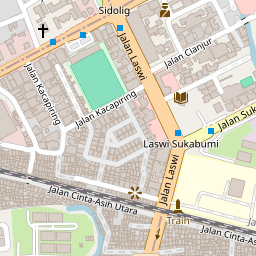 Sidolig
Jalan Laswi
Jalan Cianjur
Jalan Kacapiring
Jalan Kacapiring
Jalan Suk
Laswi Sukabumi
Jalan Laswi
Jalan Cinta-Asih Utara
Train
Jalan Cinta-Asih